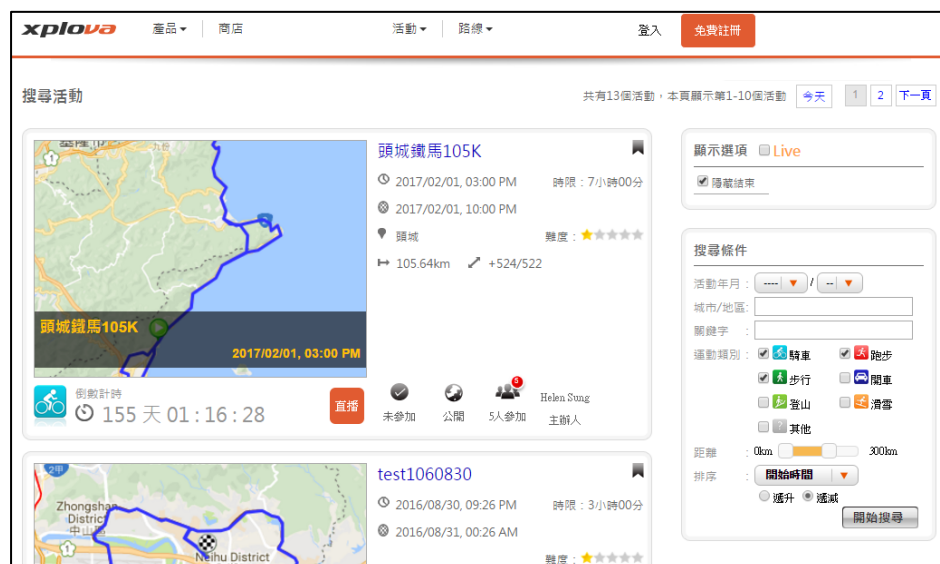 xplova 產品 商店 活動 路線 登入 免費註冊
搜尋活動
共有13個活動，本頁顯示第1-10個活動 今天 1 2 下一頁
九份
頭城鐵馬105K
2017/02/01, 03:00 PM
倒數計時
155 天 01 : 16 : 28
直播
頭城鐵馬105K
2017/02/01, 03:00 PM 時限 : 7小時00分
2017/02/01, 10:00 PM
頭城 難度 :
105.64km +524/522
5
未參加 公開 5人參加 Helen Sung
主辦人
顯示選項 Live
隱藏結束
搜尋條件
活動年月 : ---- / --
城市/地區:
關鍵字 :
運動類別 : 騎車 跑步
步行 開車
登山 滑雪
其他
距離 : 0km 300km
排序 : 開始時間
遞升 遞減
開始搜尋
2甲
Zhongshan
District
中山
1
Neihu District
test1060830
2016/08/30, 09:26 PM 時限 : 3小時00分
2016/08/31, 00:26 AM
難度 :